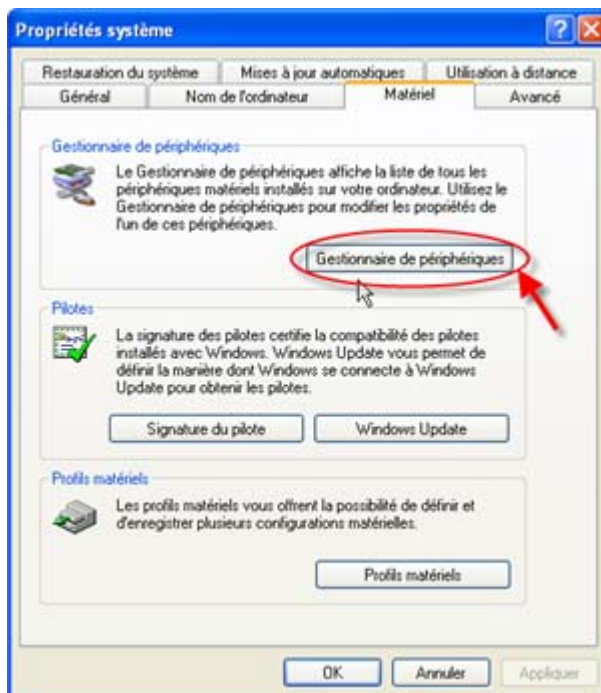 Propriétés système
Restauration du système Mises à jour automatiques Utilisation à distance
Général Nom de l'ordinateur Matériel Avancé
Gestionnaire de périphériques
Le Gestionnaire de périphériques affiche la liste de tous les
périphériques matériels installés sur votre ordinateur. Utilisez le
Gestionnaire de périphériques pour modifier les propriétés de
l'un de ces périphériques.
Gestionnaire de périphériques
Pilotes
La signature des pilotes certifie la compatibilité des pilotes
installés avec Windows. Windows Update vous permet de
définir la manière dont Windows se connecte à Windows
Update pour obtenir les pilotes.
Signature du pilote Windows Update
Profils matériels
Les profils matériels vous offrent la possibilité de définir et
d'enregistrer plusieurs configurations matérielles.
Profils matériels
OK Annuler Appliquer